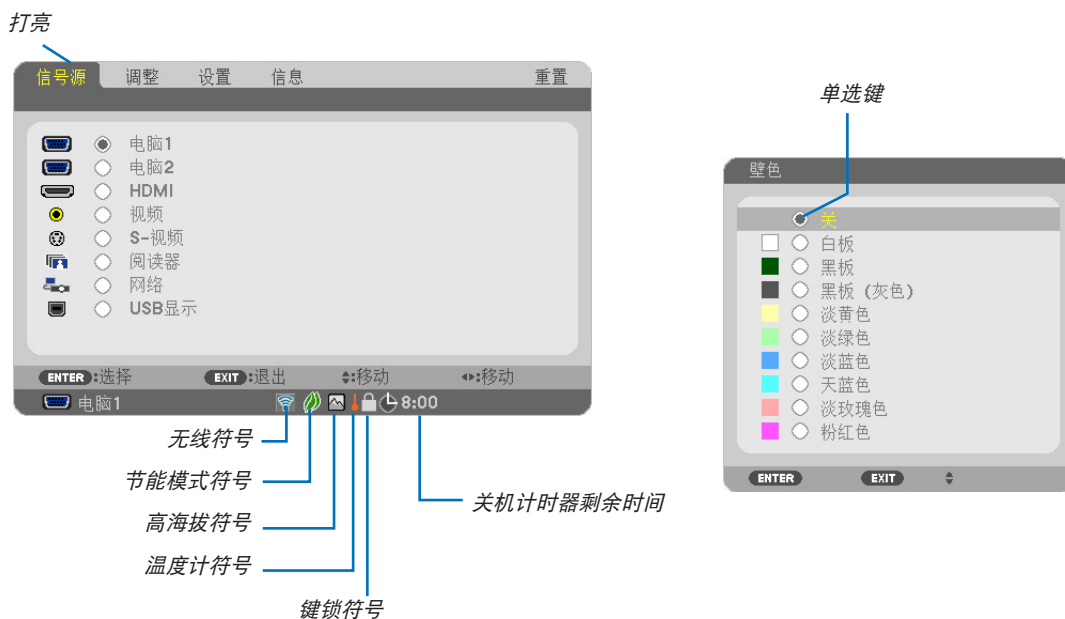 打亮
信号源 调整 设置 信息 重置
电脑1
电脑2
HDMI
视频
S-视频
阅读器
网络
USB显示
ENTER:选择 EXIT:退出 :移动 :移动
电脑1 8:00
无线符号
节能模式符号
高海拔符号
温度计符号
键锁符号
关机计时器剩余时间
单选键
壁色
关
白板
黑板
黑板 (灰色)
淡黄色
淡绿色
淡蓝色
天蓝色
淡玫瑰色
粉红色
ENTER EXIT